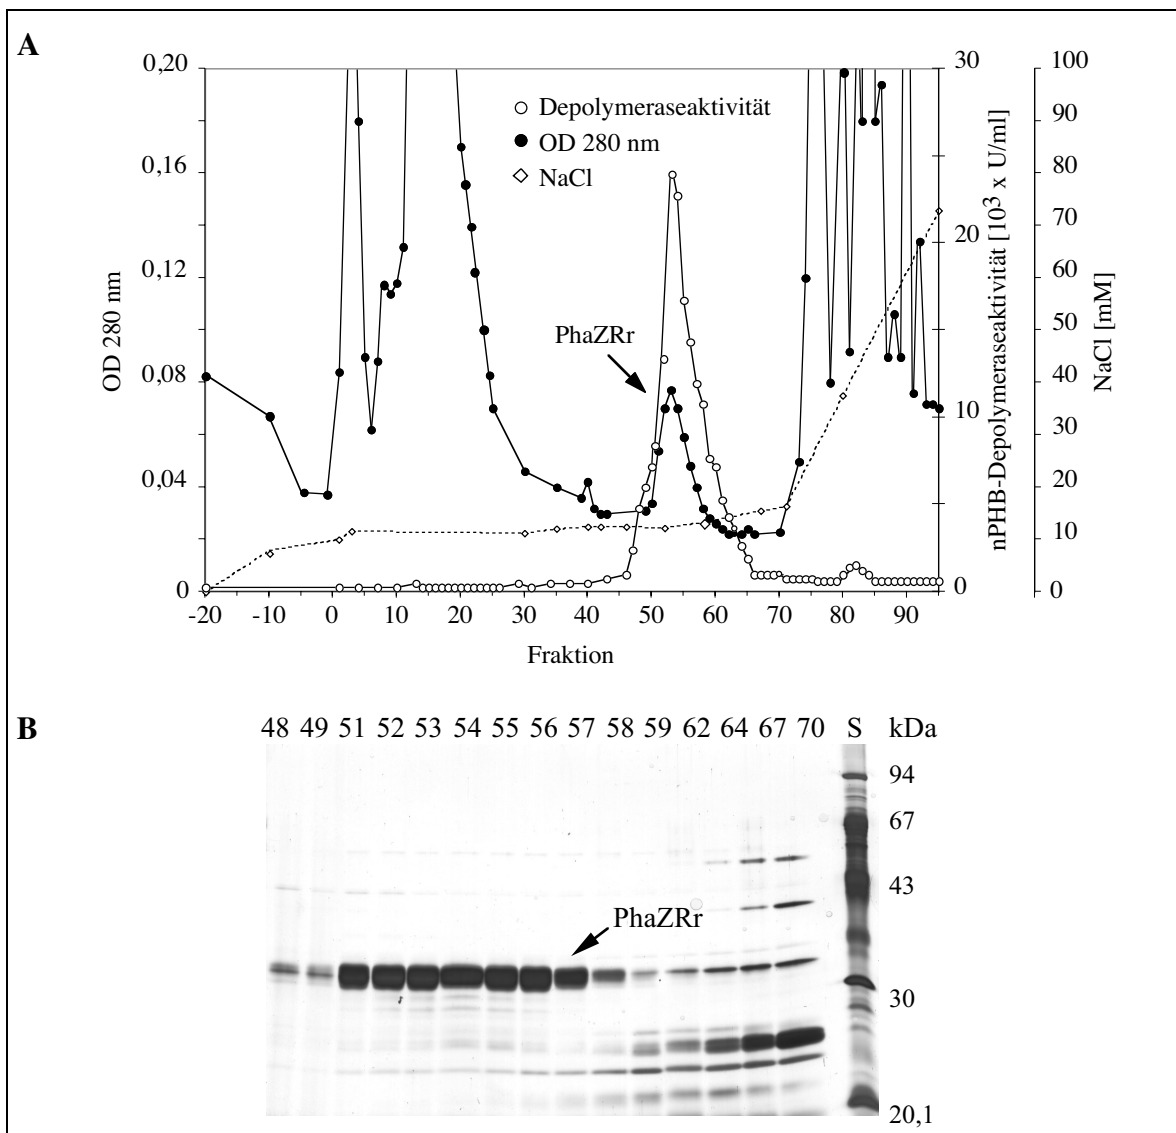 A
0,20
0,16
0,12
0,08
0,04
0
OD 280 nm
Depolymeraseaktivität
OD 280 nm
NaCl
PhaZRr
30
20
10
0
nPHB-Depolymeraseaktivität [10³ x U/ml]
100
90
80
70
60
50
40
30
20
10
0
NaCl [mM]
-20 -10 0 10 20 30 40 50 60 70 80 90
Fraktion
B
48 49 51 52 53 54 55 56 57 58 59 62 64 67 70 S kDa
94
67
43
PhaZRr
30
20,1